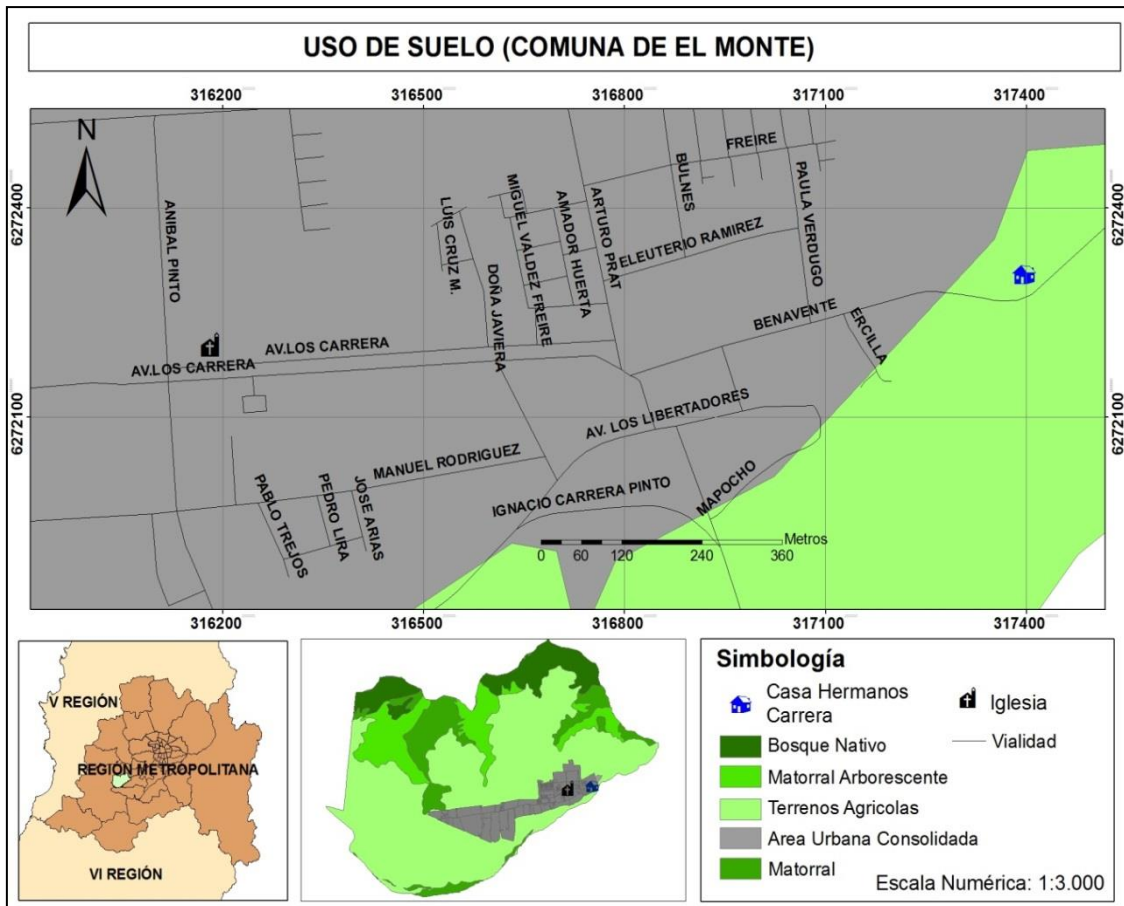 USO DE SUELO (COMUNA DE EL MONTE)
316200 316500 316800 317100 317400
N
6272400
6272400
6272100
6272100
FREIRE
BULNES
PAULA VERDUGO
ANIBAL PINTO
LUIS CRUZ M.
MIGUEL VALDEZ FREIRE
AMADOR HUERTA
ARTURO PRAT
ELEUTERIO RAMIREZ
DOÑA JAVIERA
BENAVENTE
ERCILLA
AV.LOS CARRERA
AV.LOS CARRERA
AV. LOS LIBERTADORES
MANUEL RODRIGUEZ
IGNACIO CARRERA PINTO
MAPOCHO
PABLO TREJOS
PEDRO LIRA
JOSE ARIAS
Metros
0 60 120 240 360
316200 316500 316800 317100 317400
V REGIÓN
REGIÓN METROPOLITANA
VI REGIÓN
Simbología
Casa Hermanos
Carrera
Iglesia
Bosque Nativo
Vialidad
Matorral Arborescente
Terrenos Agricolas
Area Urbana Consolidada
Matorral
Escala Numérica: 1:3.000